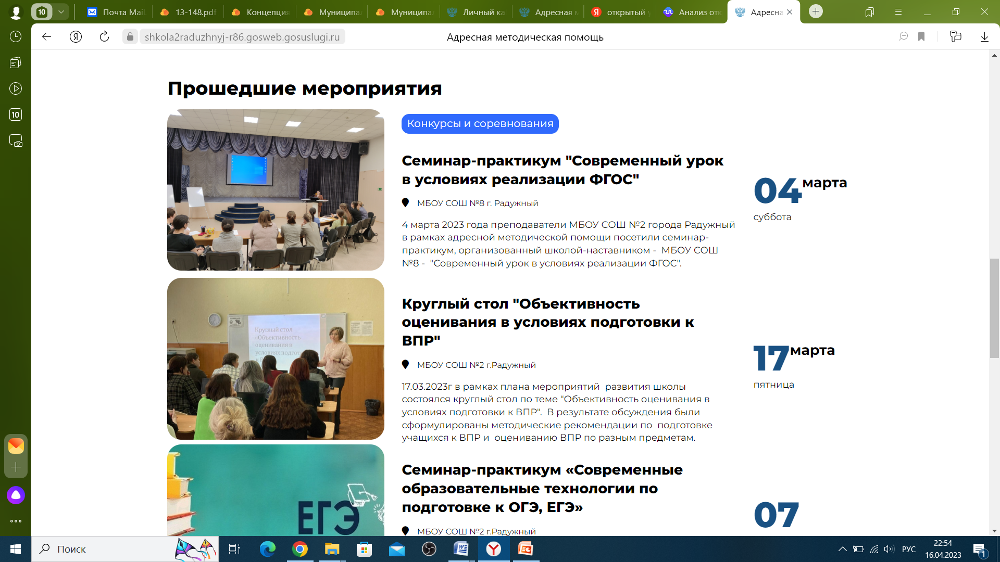 10
Почта Mail
13-148.pdf
Концепция
Муниципа
Муниципа
Личный ка
Адресная м
открытый у
Анализ отк
Адресна
shkola2raduzhnyj-r86.gosweb.gosuslugi.ru
Адресная методическая помощь
10
Прошедшие мероприятия
Конкурсы и соревнования
Семинар-практикум "Современный урок
в условиях реализации ФГОС"
МБОУ СОШ №8 г. Радужный
4 марта 2023 года преподаватели МБОУ СОШ №2 города Радужный
в рамках адресной методической помощи посетили семинар-
практикум, организованный школой-наставником - МБОУ СОШ
№8 - "Современный урок в условиях реализации ФГОС".
04 марта
суббота
Круглый стол
«Объективность
оценивания в
условиях подгото
Круглый стол "Объективность
оценивания в условиях подготовки к
ВПР"
МБОУ СОШ №2 г.Радужный
17.03.2023г в рамках плана мероприятий развития школы
состоялся круглый стол по теме "Объективность оценивания в
условиях подготовки к ВПР". В результате обсуждения были
сформулированы методические рекомендации по подготовке
учащихся к ВПР и оцениванию ВПР по разным предметам.
17 марта
пятница
ЕГЭ
Семинар-практикум «Современные
образовательные технологии по
подготовке к ОГЭ, ЕГЭ»
МБОУ СОШ №2 г.Радужный
07
Поиск
РУС
22:54
16.04.2023
1